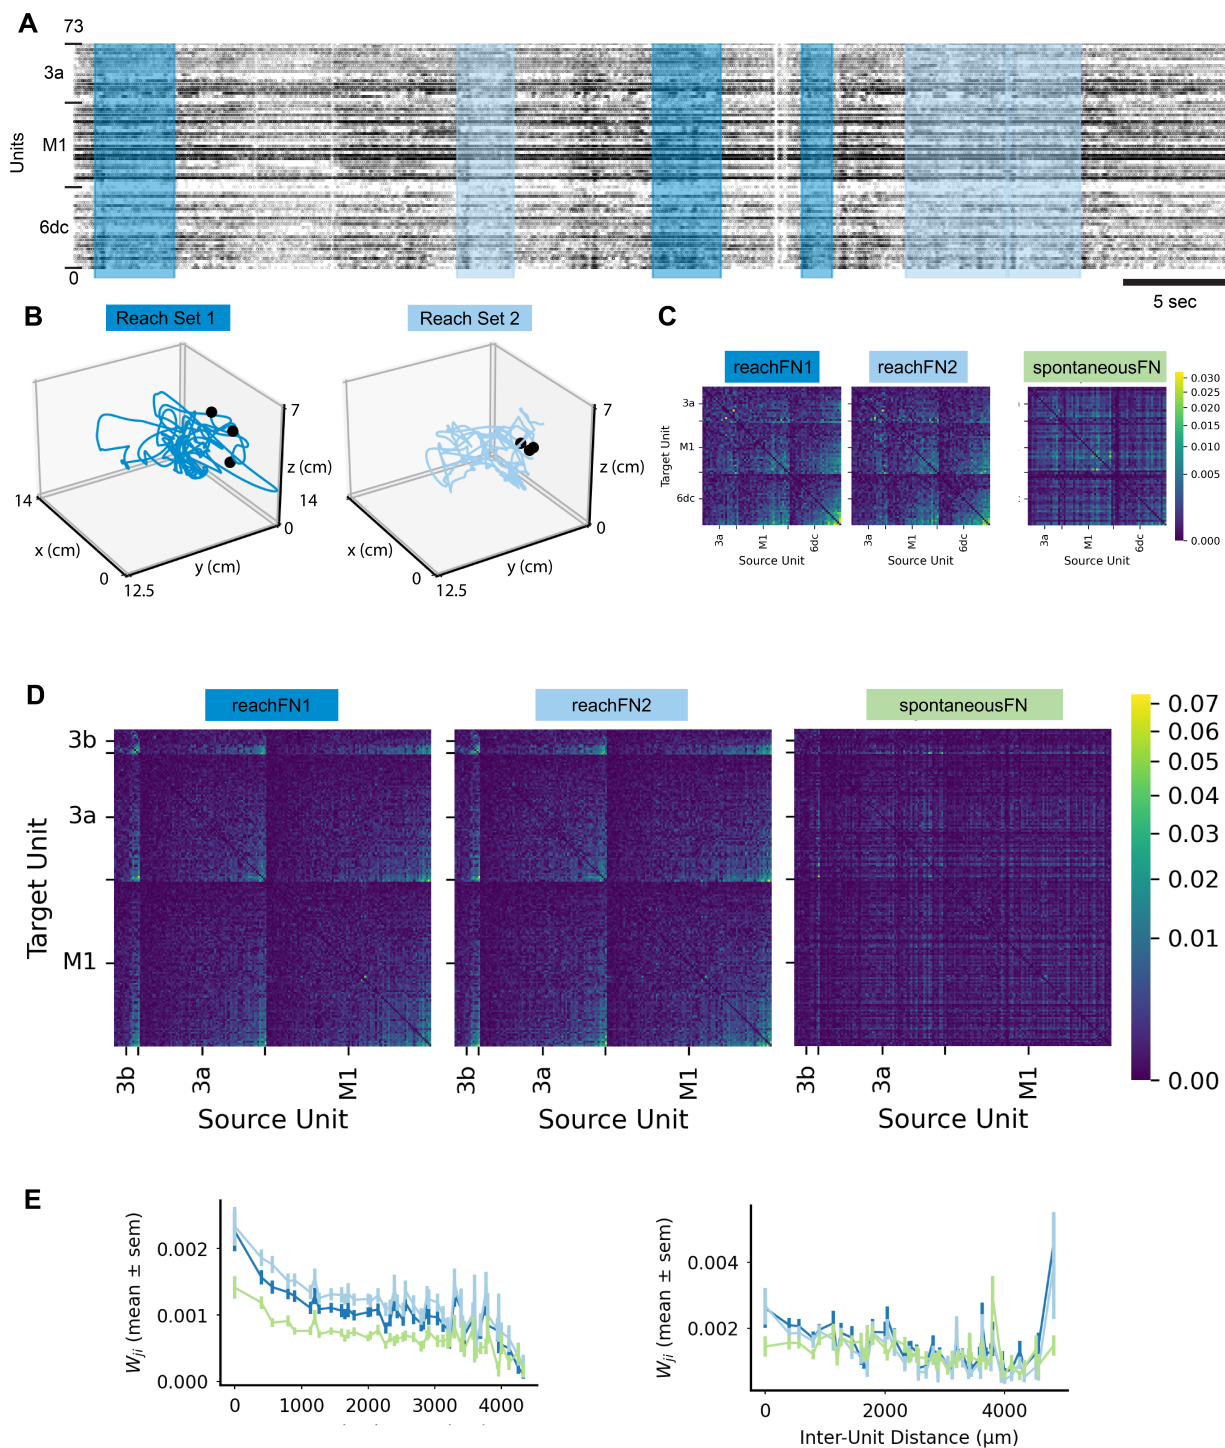 A
73
3a
M1
6dc
0
Units
5 sec
B
Reach Set 1
Reach Set 2
7
z (cm)
0
14
x (cm)
0
12.5
y (cm)
7
z (cm)
0
14
x (cm)
0
12.5
y (cm)
C
reachFN1
reachFN2
spontaneousFN
3a
M1
6dc
Target Unit
3a
M1
6dc
Source Unit
3a
M1
6dc
Source Unit
3a
M1
6dc
Source Unit
0.030
0.025
0.020
0.015
0.010
0.005
0.000
D
reachFN1
reachFN2
spontaneousFN
3b
3a
M1
Target Unit
3b
3a
M1
Source Unit
3b
3a
M1
Source Unit
3b
3a
M1
Source Unit
0.07
0.06
0.05
0.04
0.03
0.02
0.01
0.00
E
W_ji (mean ± sem)
0.002
0.001
0.000
0
1000
2000
3000
4000
W_ji (mean ± sem)
0.004
0.002
0
2000
4000
Inter-Unit Distance (μm)